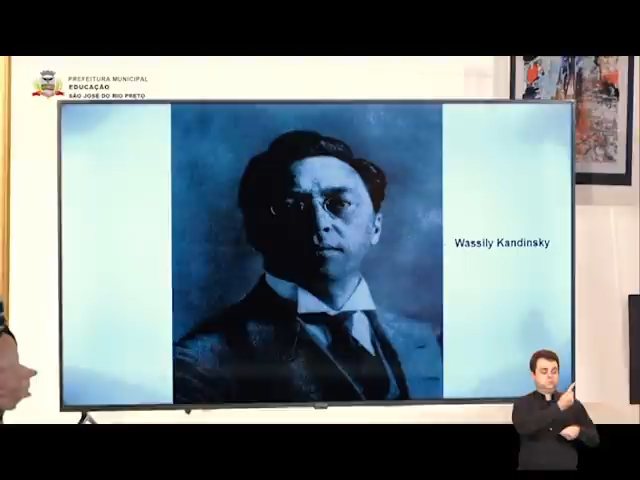 PREFEITURA MUNICIPAL
EDUCAÇÃO
SÃO JOSÉ DO RIO PRETO
Wassily Kandinsky